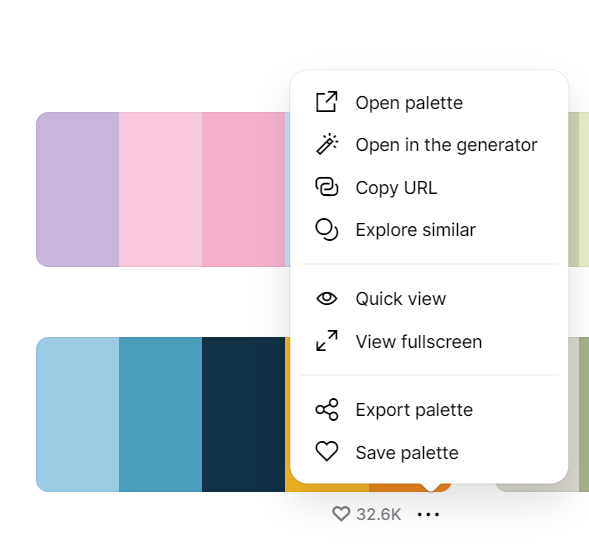 Open palette
Open in the generator
Copy URL
Explore similar
Quick view
View fullscreen
Export palette
Save palette
32.6K